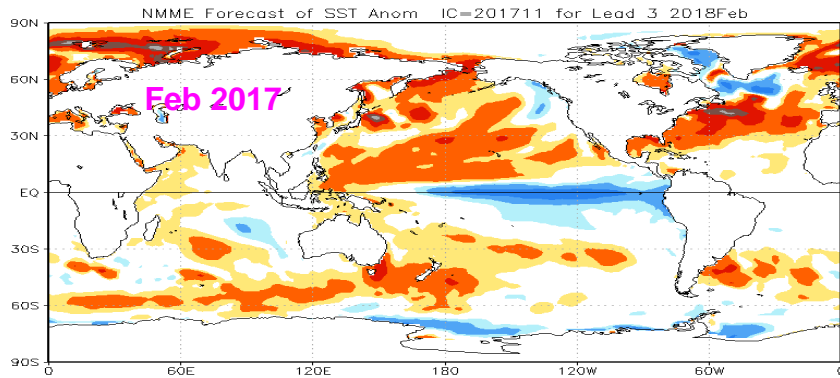 NMME Forecast of SST Anom IC=201711 for Lead 3 2018Feb
90N
60N
Feb 2017
30N
EQ
30S
60S
90S
0 60E 120E 180 120W 60W 0